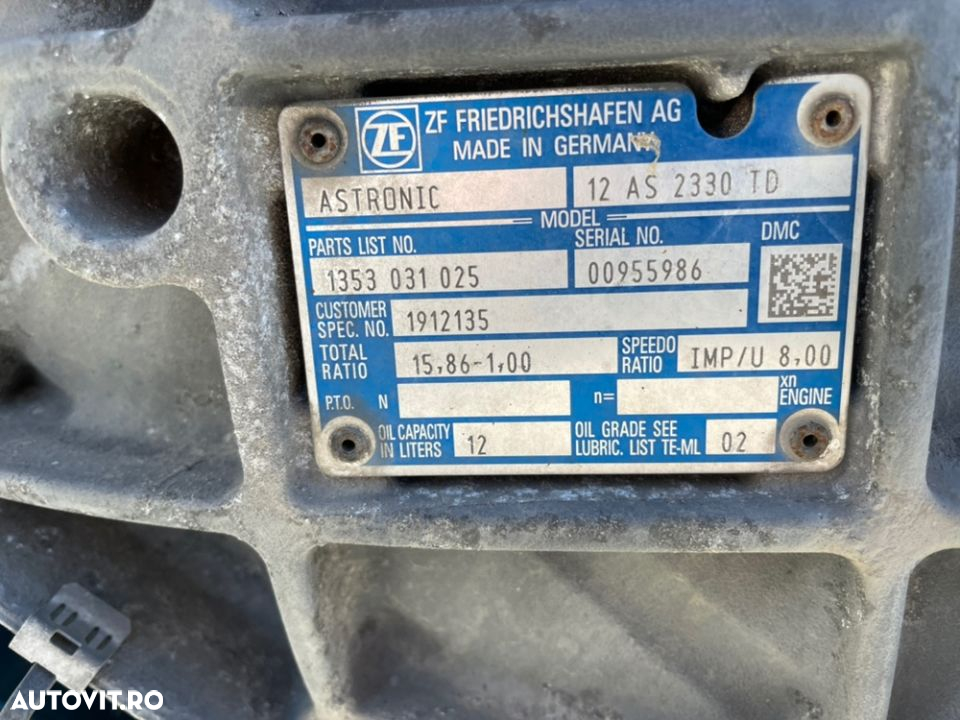 ZF
ZF FRIEDRICHSHAFEN AG
MADE IN GERMANY
ASTRONIC 12 AS 2330 TD
MODEL
PARTS LIST NO. SERIAL NO. DMC
1353 031 025 00955986
CUSTOMER SPEC. NO. 1912135
TOTAL RATIO 15,86-1,00 SPEEDO RATIO IMP/U 8,00
P.T.O. N n= xn ENGINE
OIL CAPACITY IN LITERS 12 OIL GRADE SEE LUBRIC. LIST TE-ML 02
AUTOVIT.RO